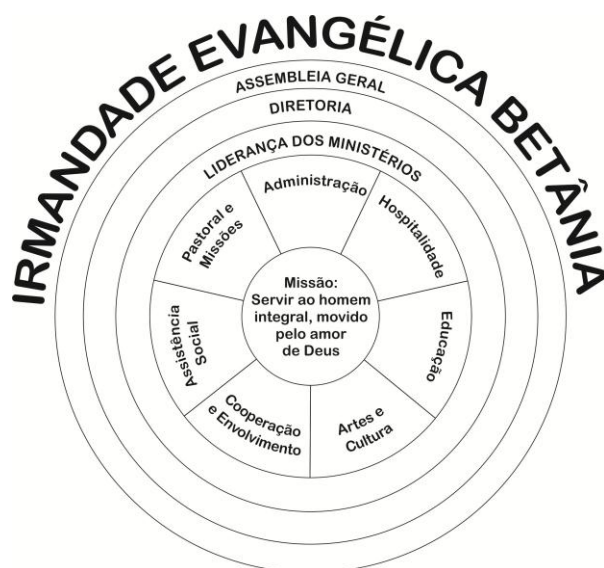 IRMANDADE EVANGÉLICA BETÂNIA
ASSEMBLEIA GERAL
DIRETORIA
LIDERANÇA DOS MINISTÉRIOS
Administração
Hospitalidade
Educação
Artes e
Cultura
Cooperação
e Envolvimento
Assistência
Social
Pastoral e
Missões
Missão:
Servir ao homem
integral, movido
pelo amor
de Deus